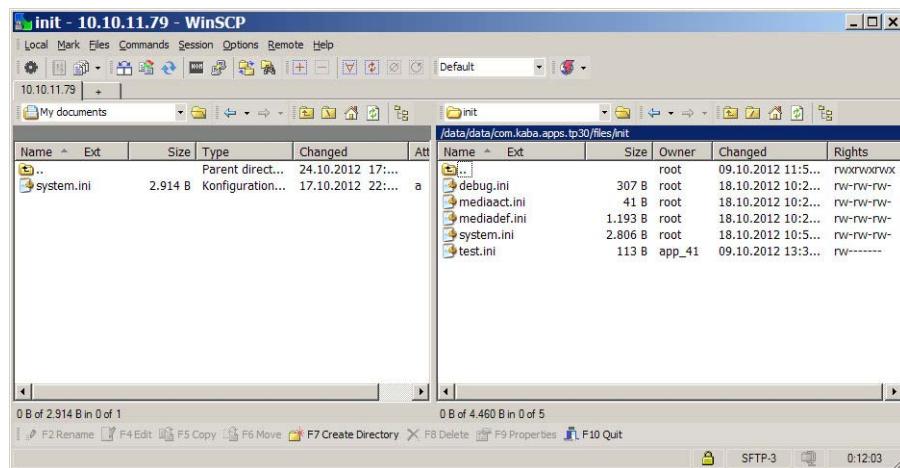 init - 10.10.11.79 - WinSCP
Local Mark Files Commands Session Options Remote Help
Default
10.10.11.79 +
My documents init
/data/data/com.kaba.apps.tp30/files/init
Name Ext Size Type Changed Att Name Ext Size Owner Changed Rights
.. Parent direct... 24.10.2012 17:... .. root 09.10.2012 11:5... rwxrwxrwx
system.ini 2.914 B Konfiguration... 17.10.2012 22:... a debug.ini 307 B root 18.10.2012 10:2... rw-rw-rw-
mediaact.ini 41 B root 18.10.2012 10:2... rw-rw-rw-
mediadef.ini 1.193 B root 18.10.2012 10:2... rw-rw-rw-
system.ini 2.806 B root 18.10.2012 10:5... rw-rw-rw-
test.ini 113 B app_41 09.10.2012 13:3... rw-------
0 B of 2.914 B in 0 of 1 0 B of 4.460 B in 0 of 5
F2 Rename F4 Edit F5 Copy F6 Move F7 Create Directory F8 Delete F9 Properties F10 Quit
SFTP-3 0:12:03